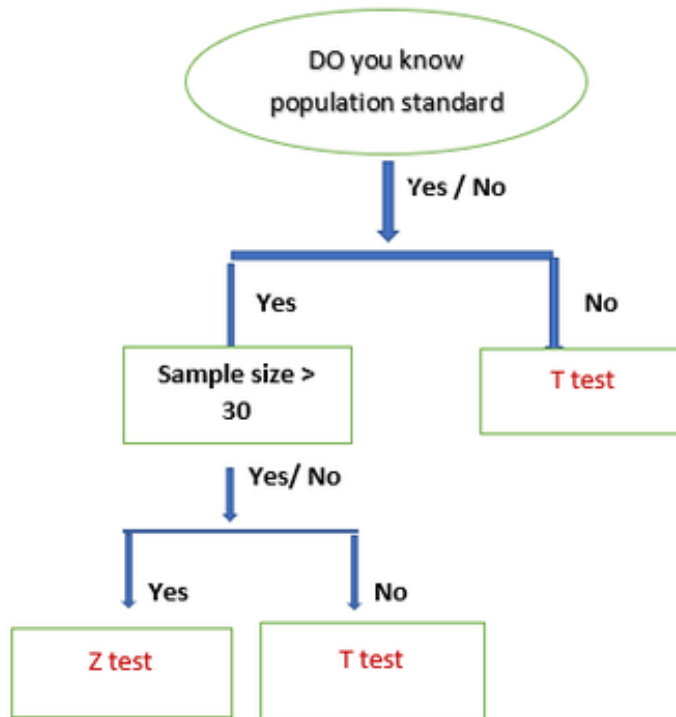 DO you know
population standard
Yes / No
Yes
No
Sample size >
30
T test
Yes/ No
Yes
No
Z test
T test